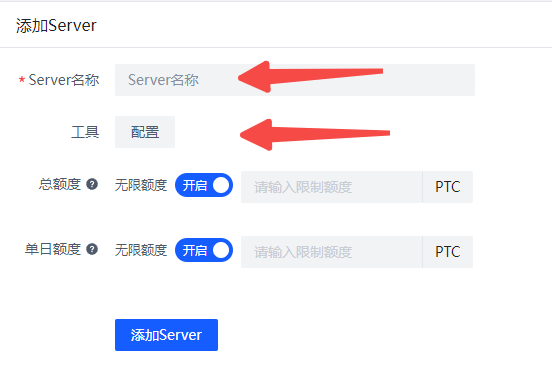 添加Server
* Server名称 Server名称
工具 配置
总额度 ? 无限额度 开启 请输入限制额度 PTC
单日额度 ? 无限额度 开启 请输入限制额度 PTC
添加Server